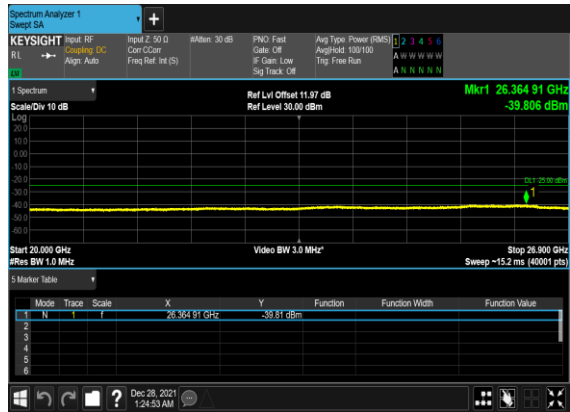 Spectrum Analyzer 1
Swept SA
+
KEYSIGHT
RL
Input: RF
Coupling: DC
Align: Auto
Input Z: 50 Ω
Corr CCorr
Freq Ref: Int (S)
#Atten: 30 dB
PNO: Fast
Gate: Off
IF Gain: Low
Sig Track: Off
Avg Type: Power (RMS)
Avg|Hold: 100/100
Trig: Free Run
1 2 3 4 5 6
A W W W W W
A N N N N N
1 Spectrum
Scale/Div 10 dB
Ref Lvl Offset 11.97 dB
Ref Level 30.00 dBm
Mkr1 26.364 91 GHz
-39.806 dBm
Log
20.0
10.0
0.00
-10.0
-20.0
-30.0
-40.0
-50.0
-60.0
DL1 -25.00 dBm
1
Start 20.000 GHz
#Res BW 1.0 MHz
Video BW 3.0 MHz*
Stop 26.900 GHz
Sweep ~15.2 ms (40001 pts)
5 Marker Table
Mode Trace Scale X Y Function Function Width Function Value
1 N 1 f 26.364 91 GHz -39.81 dBm
2
3
4
5
6
?
Dec 28, 2021
1:24:53 AM